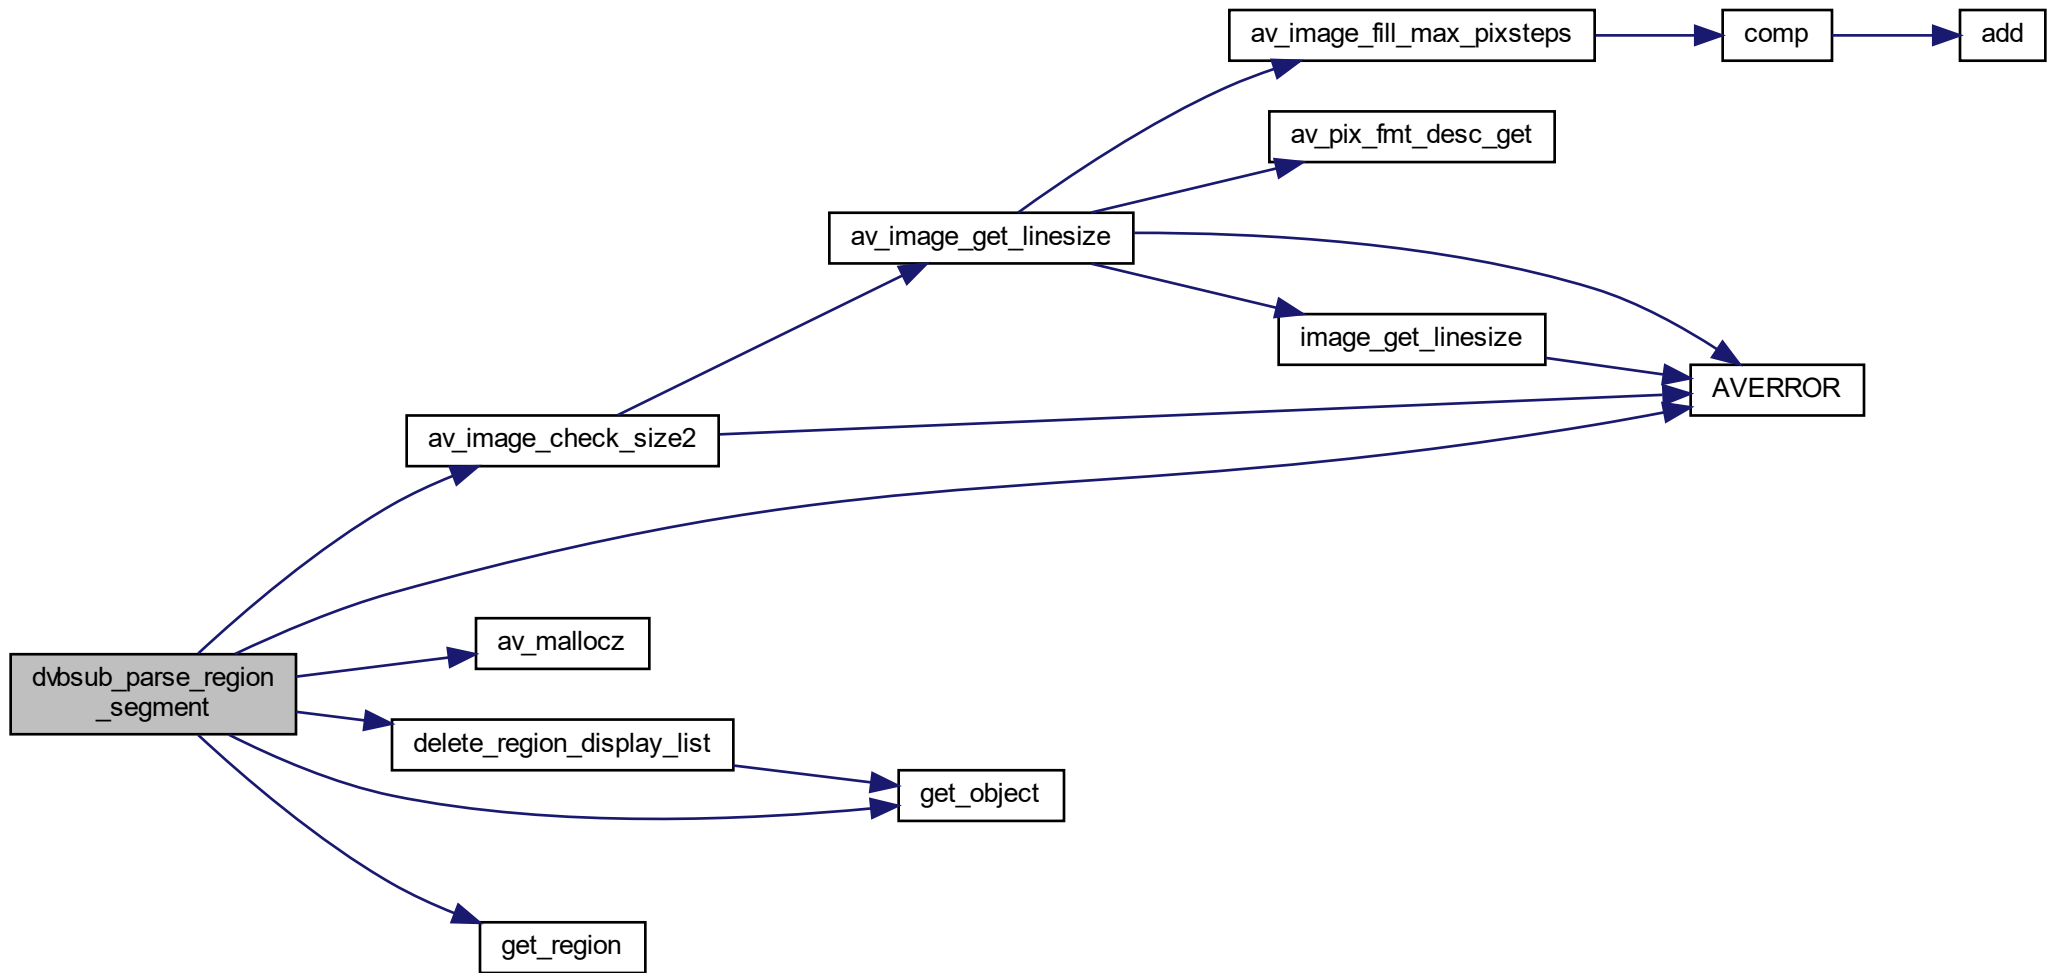 av_image_fill_max_pixsteps
comp
add
av_pix_fmt_desc_get
av_image_get_linesize
image_get_linesize
AVERROR
av_image_check_size2
av_mallocz
dvbsub_parse_region
_segment
delete_region_display_list
get_object
get_region